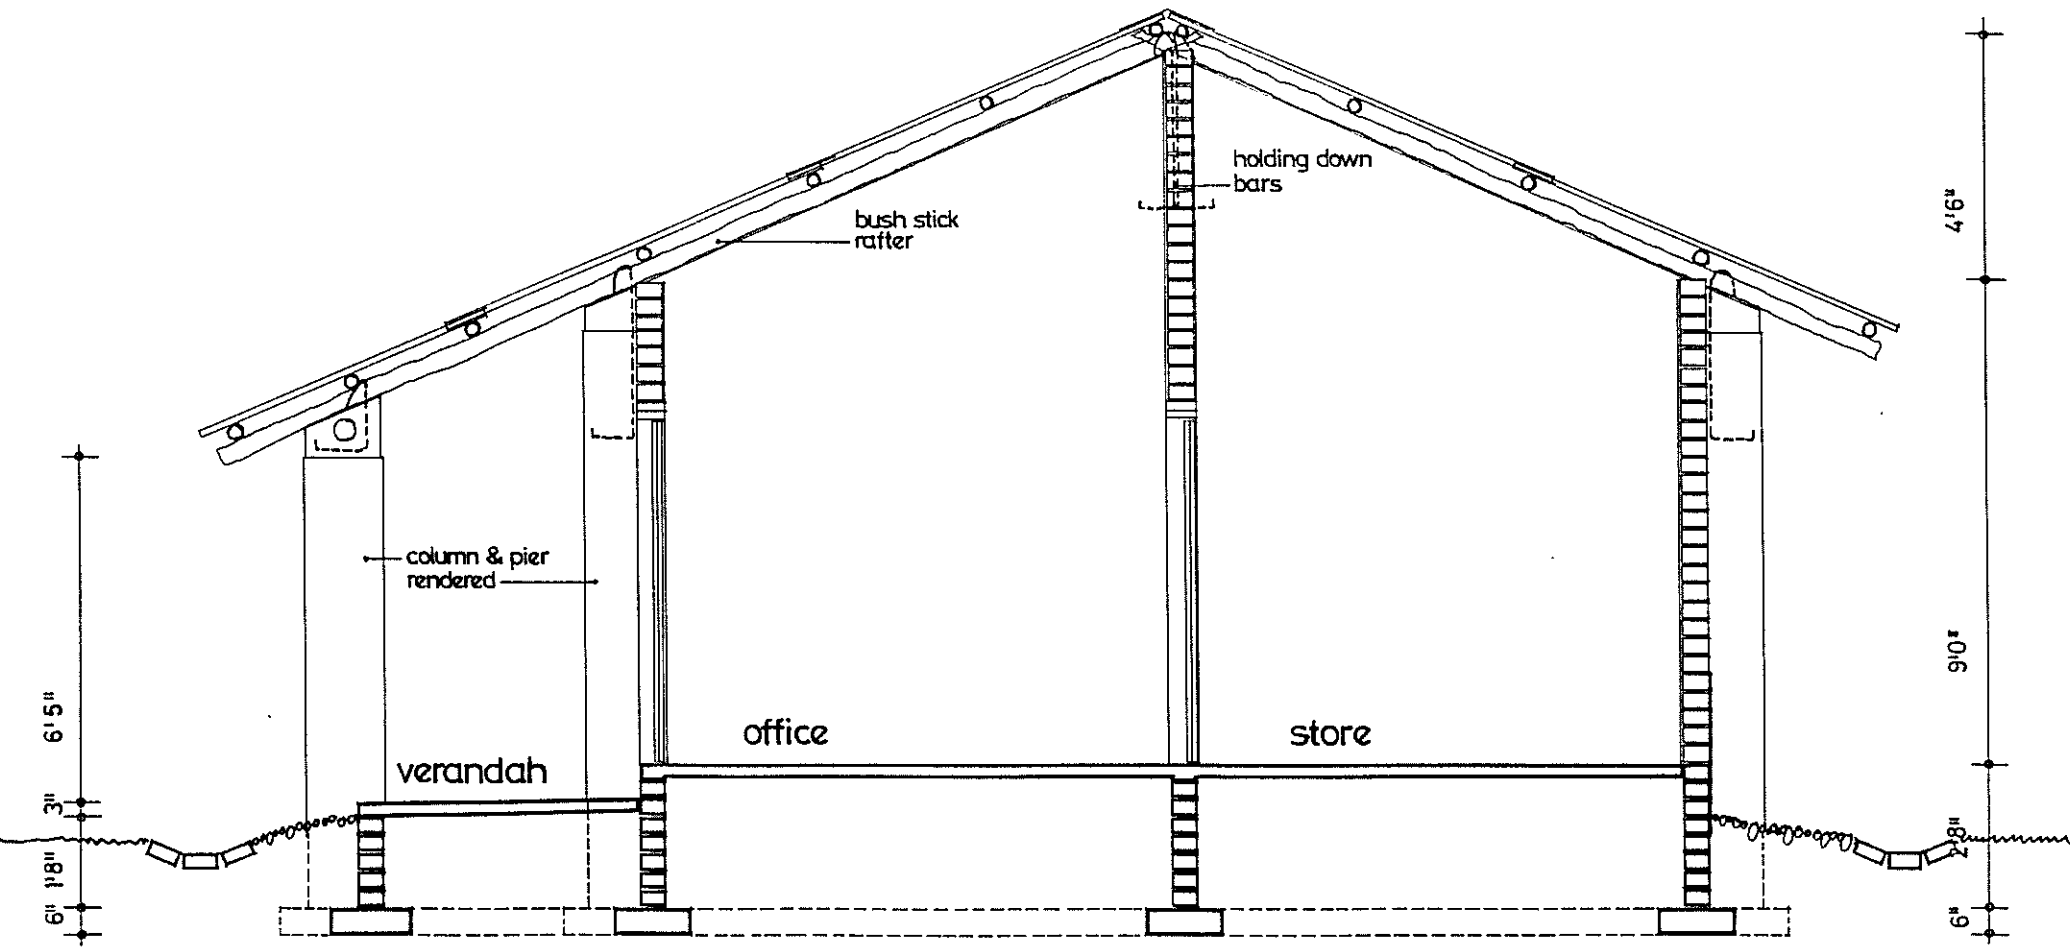 holding down
bars
bush stick
rafter
4'6"
column & pier
rendered
9'0"
6'5"
office
store
verandah
3"
1'8"
2'8"
6"
6"